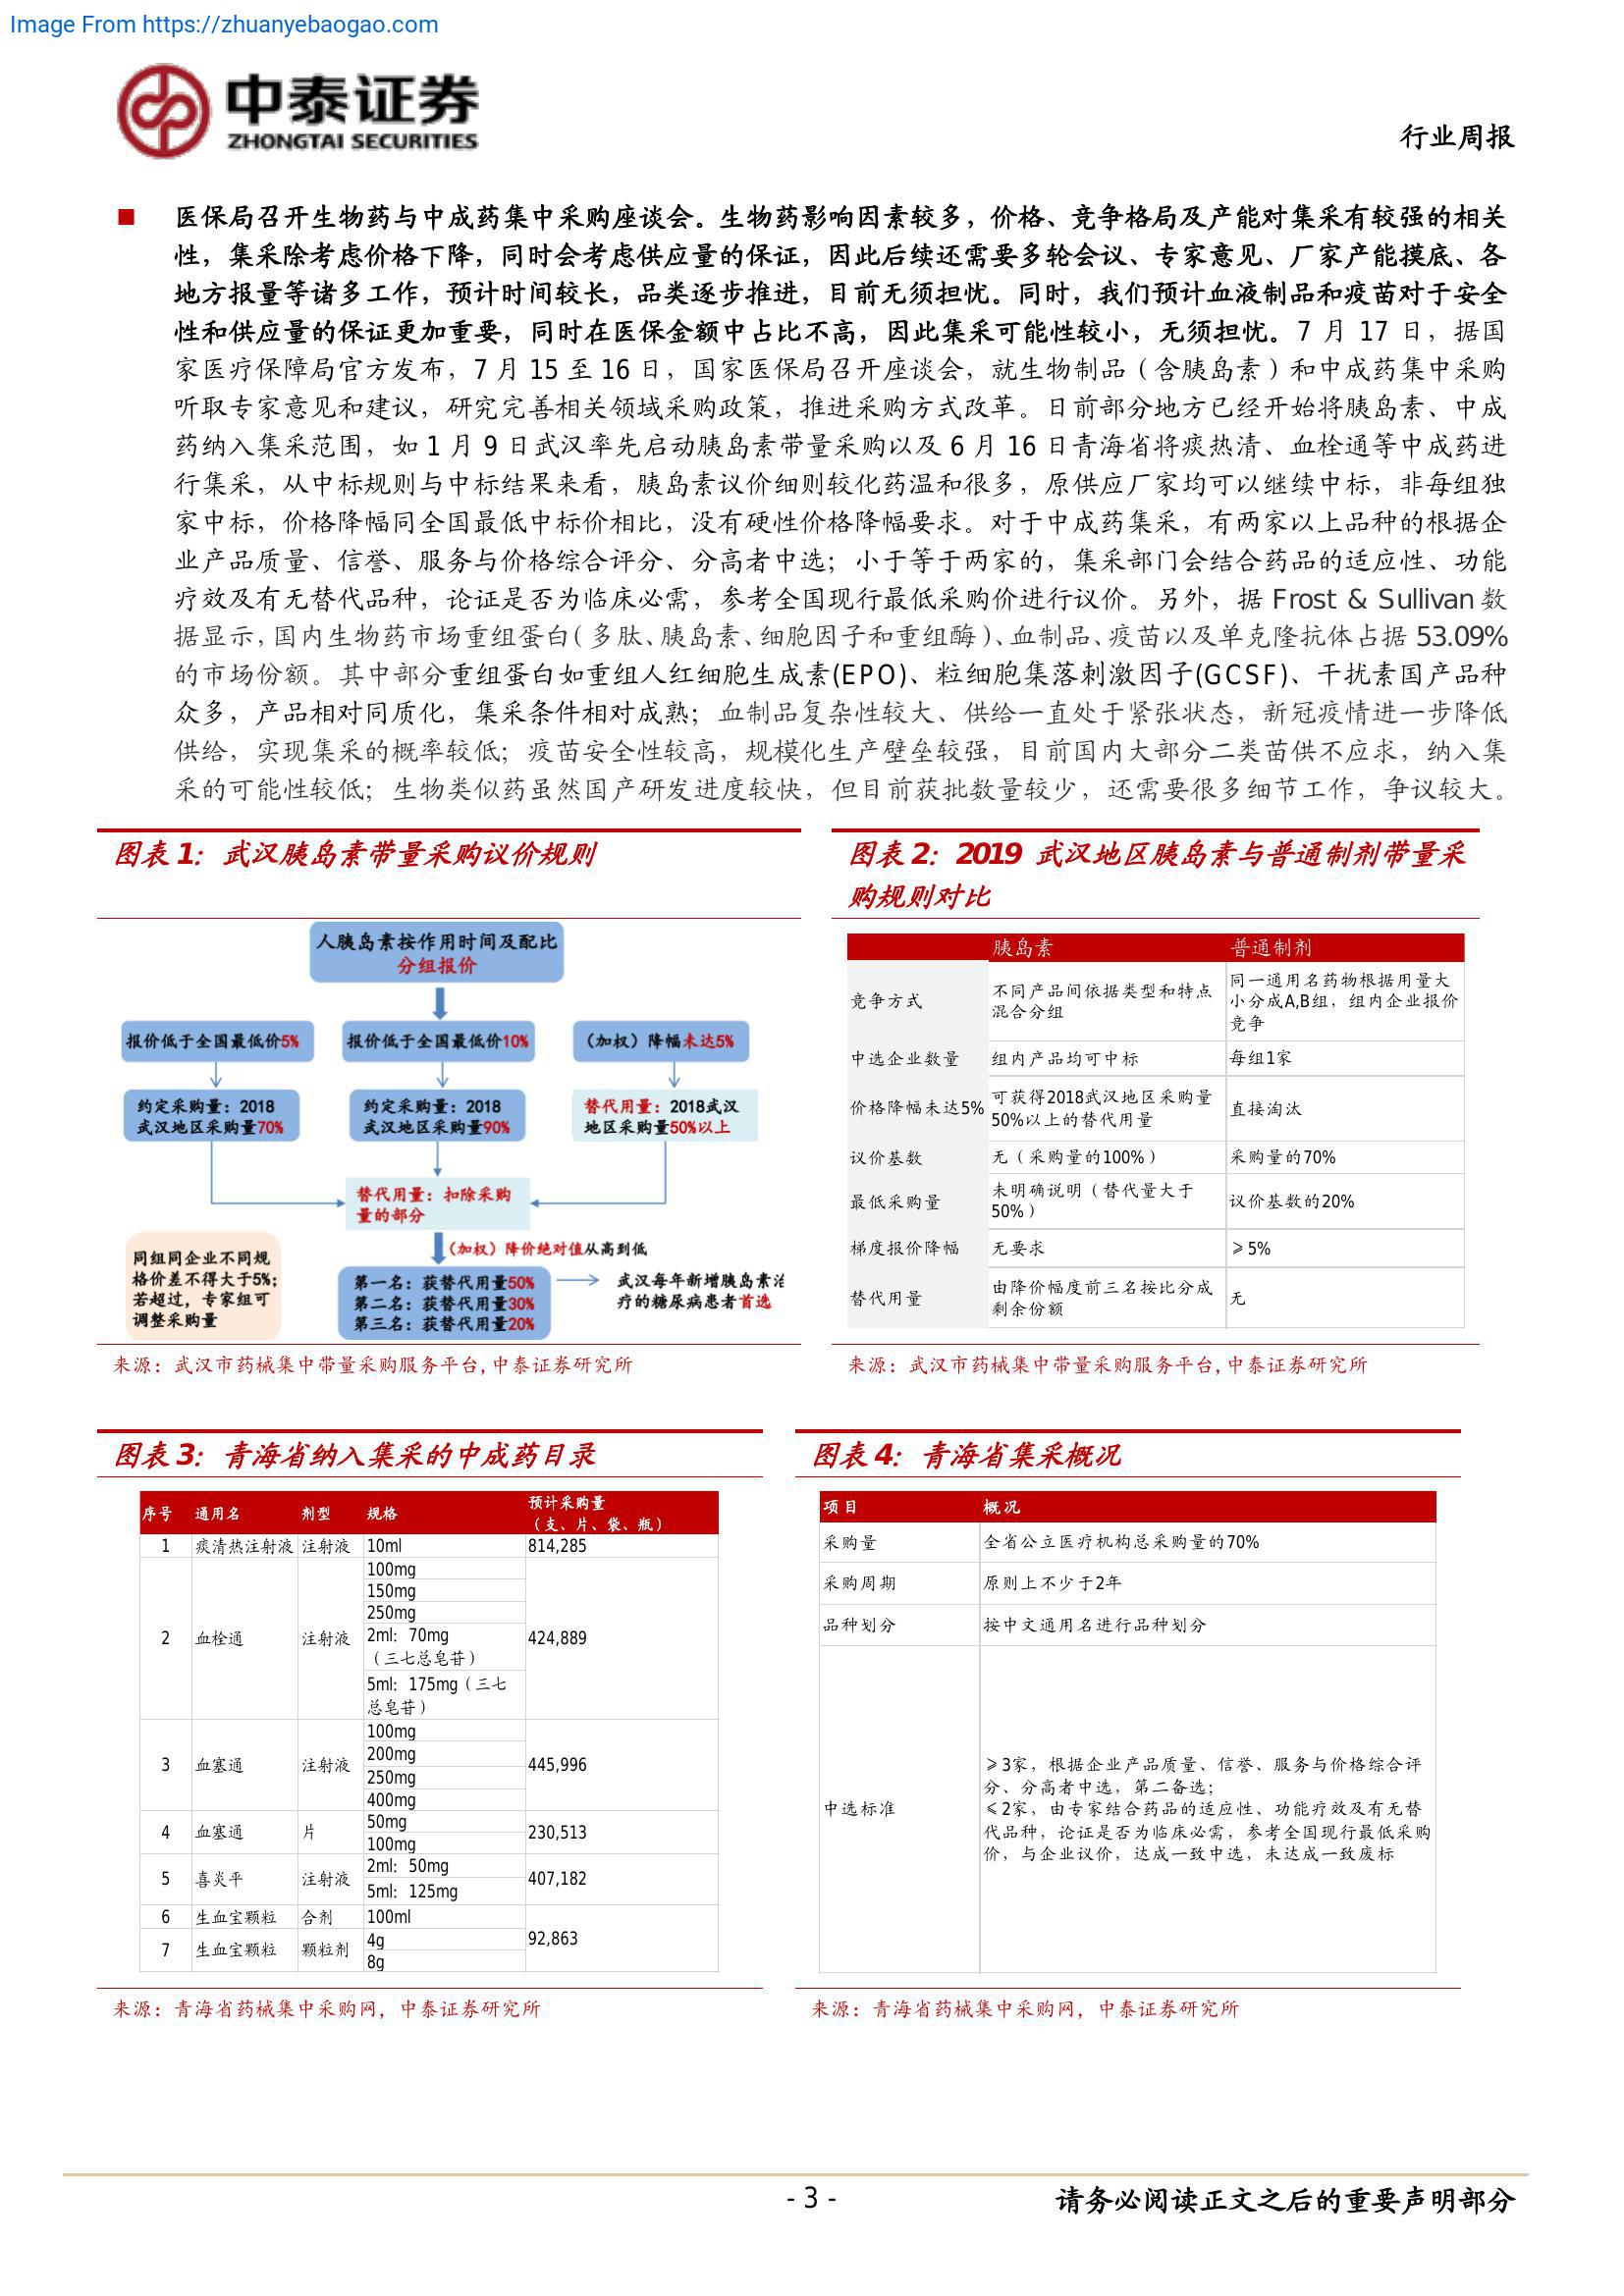 Image From https://zhuanyebaogao.com
中泰证券
ZHONGTAI SECURITIES
行业周报
医保局召开生物药与中成药集中采购座谈会。生物药影响因素较多，价格、竞争格局及产能对集采有较强的相关
性，集采除考虑价格下降，同时会考虑供应量的保证，因此后续还需要多轮会议、专家意见、厂家产能摸底、各
地方报量等诸多工作，预计时间较长，品类逐步推进，目前无须担忧。同时，我们预计血液制品和疫苗对于安全
性和供应量的保证更加重要，同时在医保金额中占比不高，因此集采可能性较小，无须担忧。7 月 17 日，据国
家医疗保障局官方发布，7 月 15 至 16 日，国家医保局召开座谈会，就生物制品（含胰岛素）和中成药集中采购
听取专家意见和建议，研究完善相关领域采购政策，推进采购方式改革。日前部分地方已经开始将胰岛素、中成
药纳入集采范围，如 1 月 9 日武汉率先启动胰岛素带量采购以及 6 月 16 日青海省将痰热清、血栓通等中成药进
行集采，从中标规则与中标结果来看，胰岛素议价细则较化药温和很多，原供应厂家均可以继续中标，非每组独
家中标，价格降幅同全国最低中标价相比，没有硬性价格降幅要求。对于中成药集采，有两家以上品种的根据企
业产品质量、信誉、服务与价格综合评分、分高者中选；小于等于两家的，集采部门会结合药品的适应性、功能
疗效及有无替代品种，论证是否为临床必需，参考全国现行最低采购价进行议价。另外，据 Frost & Sullivan 数
据显示，国内生物药市场重组蛋白（多肽、胰岛素、细胞因子和重组酶）、血制品、疫苗以及单克隆抗体占据 53.09%
的市场份额。其中部分重组蛋白如重组人红细胞生成素(EPO)、粒细胞集落刺激因子(GCSF)、干扰素国产品种
众多，产品相对同质化，集采条件相对成熟；血制品复杂性较大、供给一直处于紧张状态，新冠疫情进一步降低
供给，实现集采的概率较低；疫苗安全性较高，规模化生产壁垒较强，目前国内大部分二类苗供不应求，纳入集
采的可能性较低；生物类似药虽然国产研发进度较快，但目前获批数量较少，还需要很多细节工作，争议较大。
图表 1：武汉胰岛素带量采购议价规则
人胰岛素按作用时间及配比
分组报价
报价低于全国最低价5%
报价低于全国最低价10%
（加权）降幅未达5%
约定采购量：2018
武汉地区采购量70%
约定采购量：2018
武汉地区采购量90%
替代用量：2018武汉
地区采购量50%以上
替代用量：扣除采购
量的部分
（加权）降价绝对值从高到低
同组同企业不同规
格价差不得大于5%；
若超过，专家组可
调整采购量
第一名：获替代用量50%
第二名：获替代用量30%
第三名：获替代用量20%
武汉每年新增胰岛素治
疗的糖尿病患者首选
来源：武汉市药械集中带量采购服务平台,中泰证券研究所
图表 2：2019 武汉地区胰岛素与普通制剂带量采
购规则对比
胰岛素 普通制剂
竞争方式 不同产品间依据类型和特点
混合分组 同一通用名药物根据用量大
小分成A,B组，组内企业报价
竞争
中选企业数量 组内产品均可中标 每组1家
价格降幅未达5% 可获得2018武汉地区采购量
50%以上的替代用量 直接淘汰
议价基数 无（采购量的100%） 采购量的70%
最低采购量 未明确说明（替代量大于
50%） 议价基数的20%
梯度报价降幅 无要求 ≥5%
替代用量 由降价幅度前三名按比分成
剩余份额 无
来源：武汉市药械集中带量采购服务平台,中泰证券研究所
图表 3：青海省纳入集采的中成药目录
序号 通用名 剂型 规格 预计采购量
（支、片、袋、瓶）
1 痰清热注射液 注射液 10ml 814,285
2 血栓通 注射液 100mg
150mg
250mg
2ml：70mg
（三七总皂苷）
5ml：175mg（三七
总皂苷）
424,889
3 血塞通 注射液 100mg
200mg
250mg
400mg
445,996
4 血塞通 片 50mg
100mg
230,513
5 喜炎平 注射液 2ml：50mg
5ml：125mg
407,182
6 生血宝颗粒 合剂 100ml
7 生血宝颗粒 颗粒剂 4g
8g
92,863
来源：青海省药械集中采购网，中泰证券研究所
图表 4：青海省集采概况
项目 概况
采购量 全省公立医疗机构总采购量的70%
采购周期 原则上不少于2年
品种划分 按中文通用名进行品种划分
中选标准 ≥3家，根据企业产品质量、信誉、服务与价格综合评
分、分高者中选，第二备选；
≤2家，由专家结合药品的适应性、功能疗效及有无替
代品种，论证是否为临床必需，参考全国现行最低采购
价，与企业议价，达成一致中选，未达成一致废标
来源：青海省药械集中采购网，中泰证券研究所
- 3 -
请务必阅读正文之后的重要声明部分